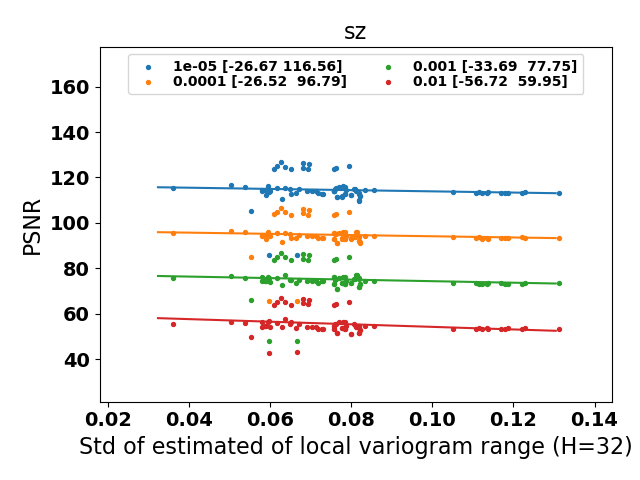 sz
1e-05 [-26.67 116.56]
0.0001 [-26.52  96.79]
0.001 [-33.69  77.75]
0.01 [-56.72  59.95]
PSNR
160
140
120
100
80
60
40
0.02 0.04 0.06 0.08 0.10 0.12 0.14
Std of estimated of local variogram range (H=32)